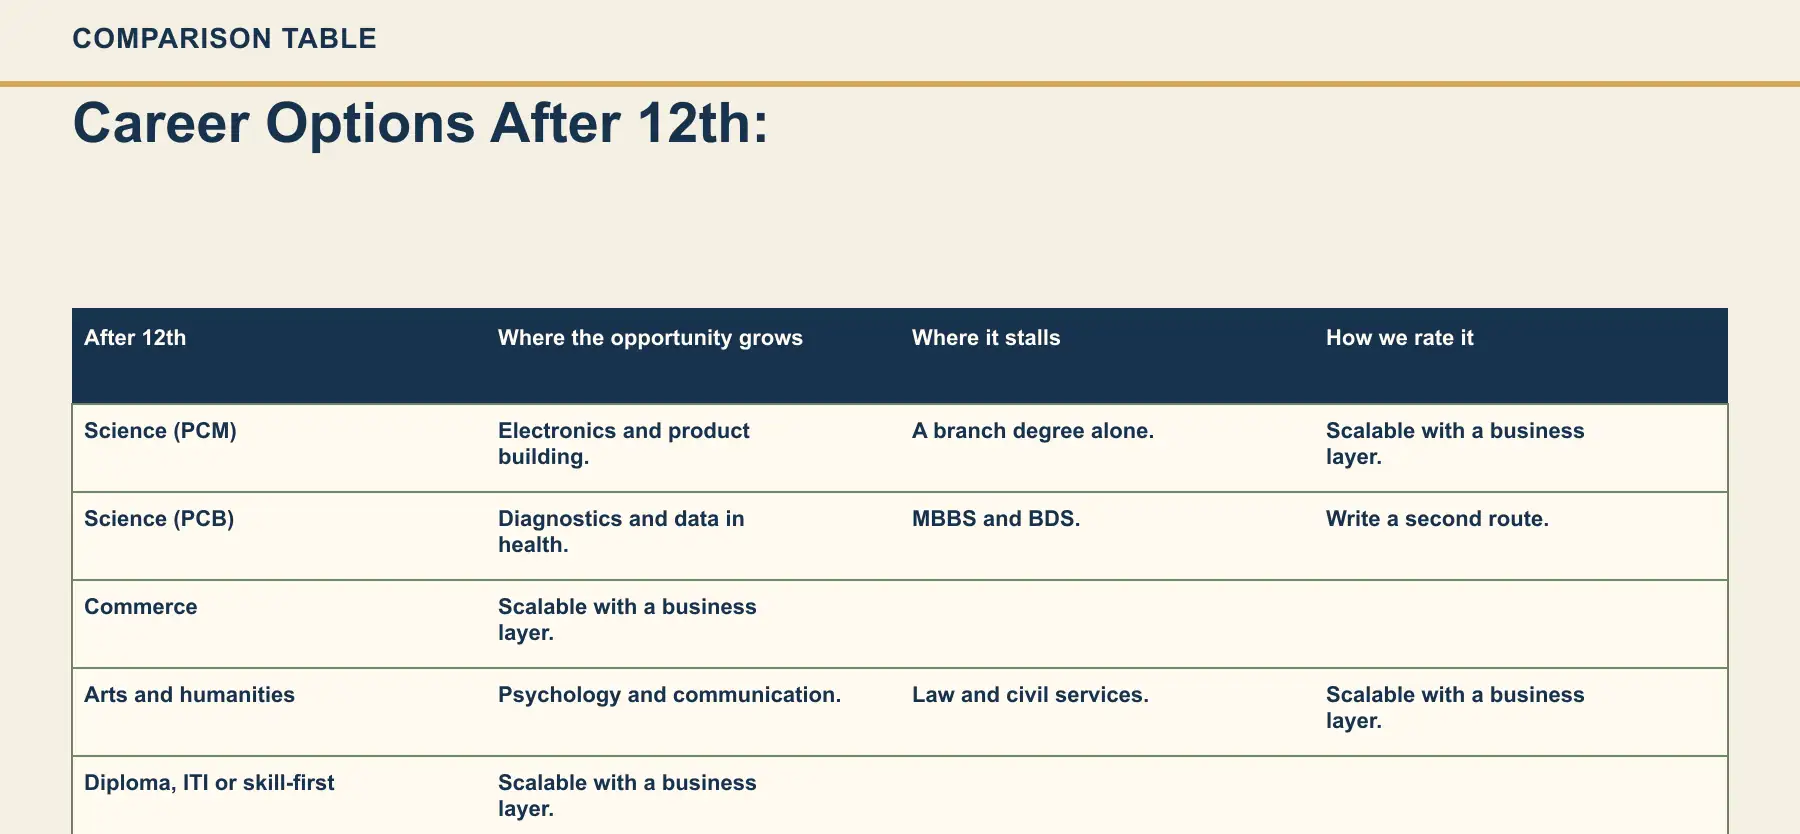 COMPARISON TABLE
Career Options After 12th:
After 12th Where the opportunity grows Where it stalls How we rate it
Science (PCM) Electronics and product A branch degree alone. Scalable with a business
building. layer.
Science (PCB) Diagnostics and data in MBBS and BDS. Write a second route.
health.
Commerce Scalable with a business
layer.
Arts and humanities Psychology and communication. Law and civil services. Scalable with a business
layer.
Diploma, ITI or skill-first Scalable with a business
layer.